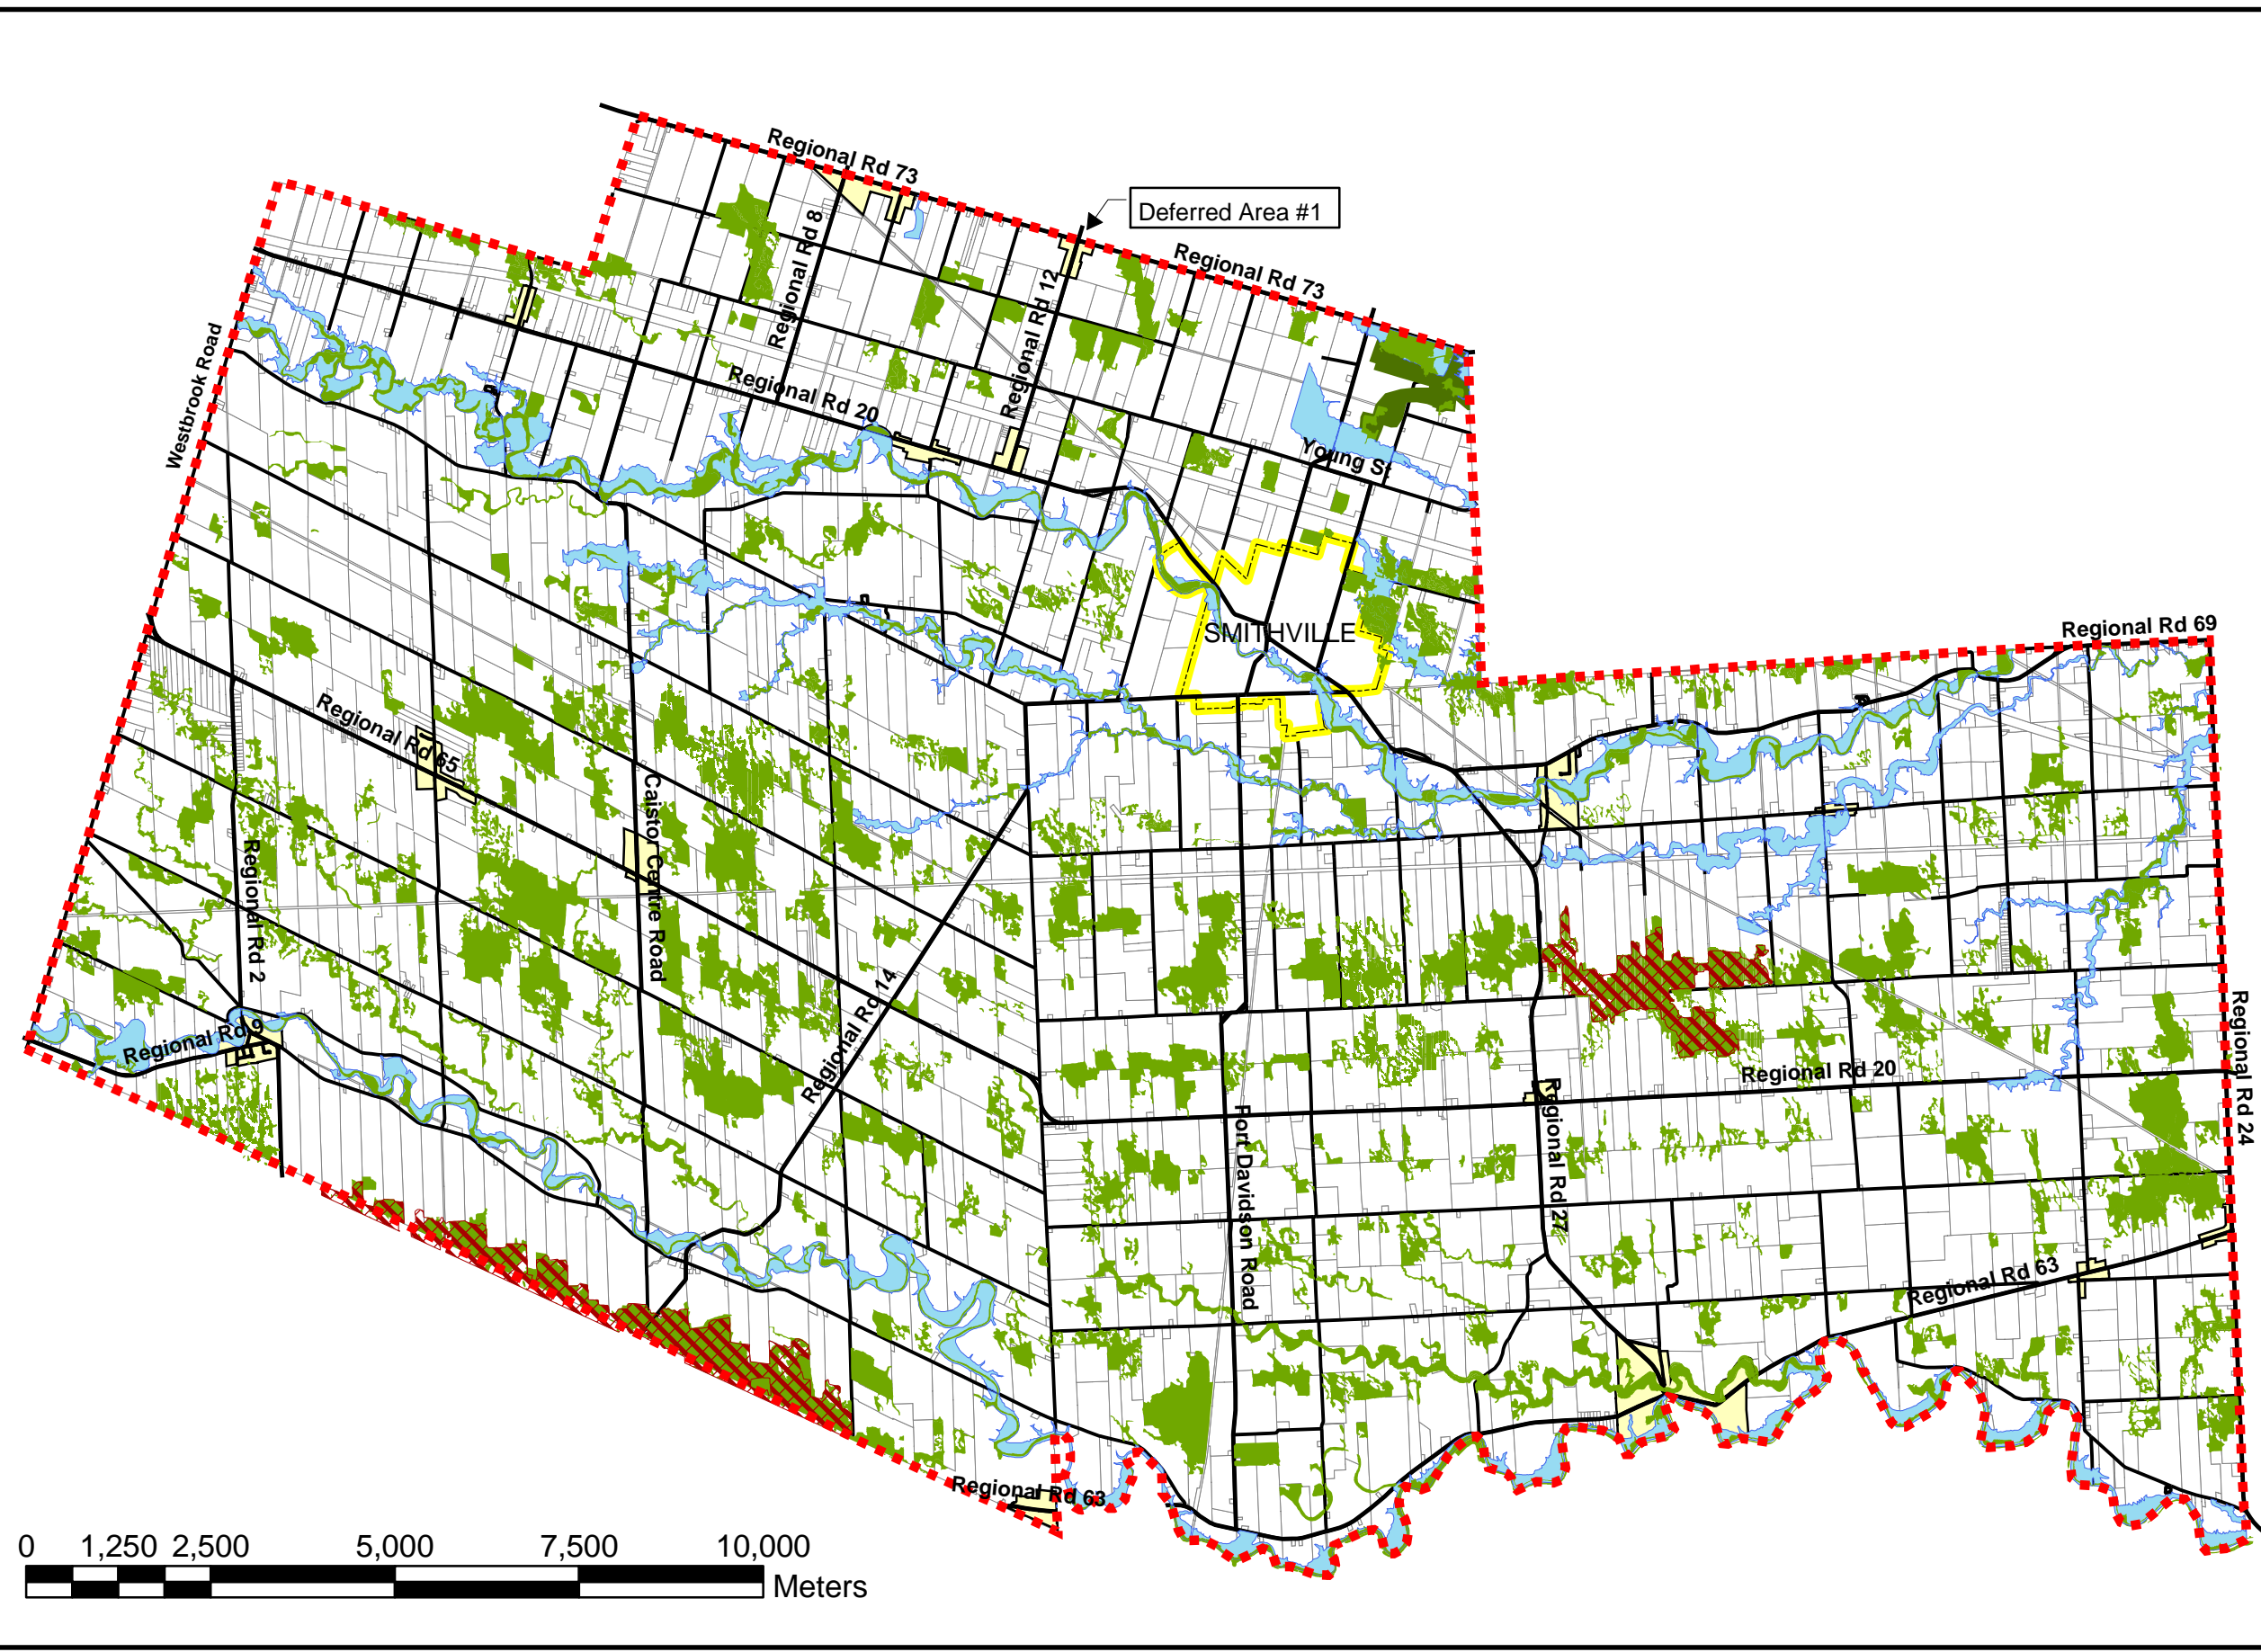 Regional Rd 73
Deferred Area #1
Regional Rd 73
Regional Rd 8
Regional Rd 12
Westbrook Road
Regional Rd 20
Young St
SMITHVILLE
Regional Rd 69
Regional Rd 65
Caistor Centre Road
Regional Rd 2
Regional Rd 14
Regional Rd 9
Regional Rd 20
Regional Rd 24
Port Davidson Road
Regional Rd 27
Regional Rd 63
Regional Rd 63
0 1,250 2,500 5,000 7,500 10,000
Meters